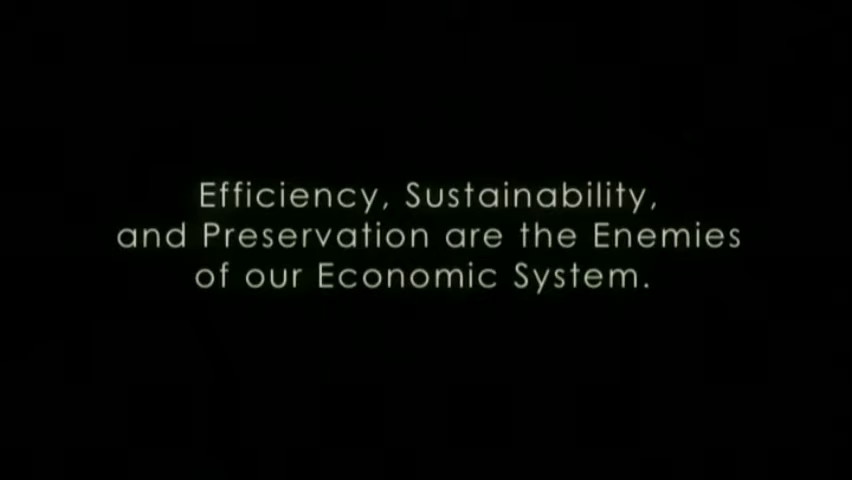 Efficiency, Sustainability,
and Preservation are the Enemies
of our Economic System.